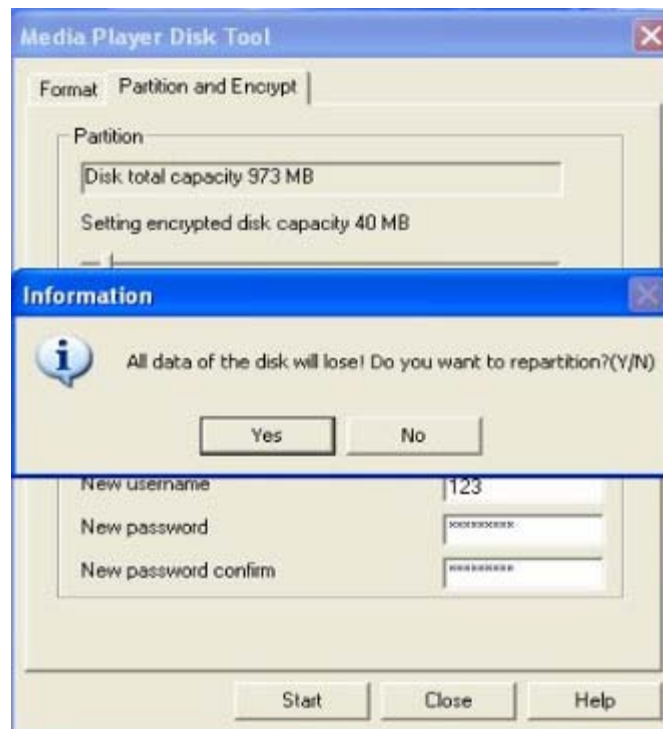 Media Player Disk Tool
Format Partition and Encrypt
Partition
Disk total capacity 973 MB
Setting encrypted disk capacity 40 MB
Information
All data of the disk will lose! Do you want to repartition?(Y/N)
Yes No
New username 123
New password *********
New password confirm *********
Start Close Help